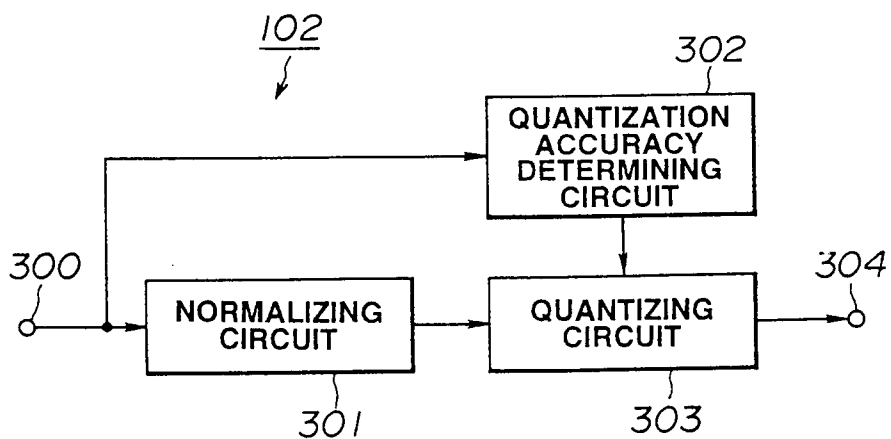 102
302
QUANTIZATION
ACCURACY
DETERMINING
CIRCUIT
300
304
NORMALIZING
CIRCUIT
QUANTIZING
CIRCUIT
301
303